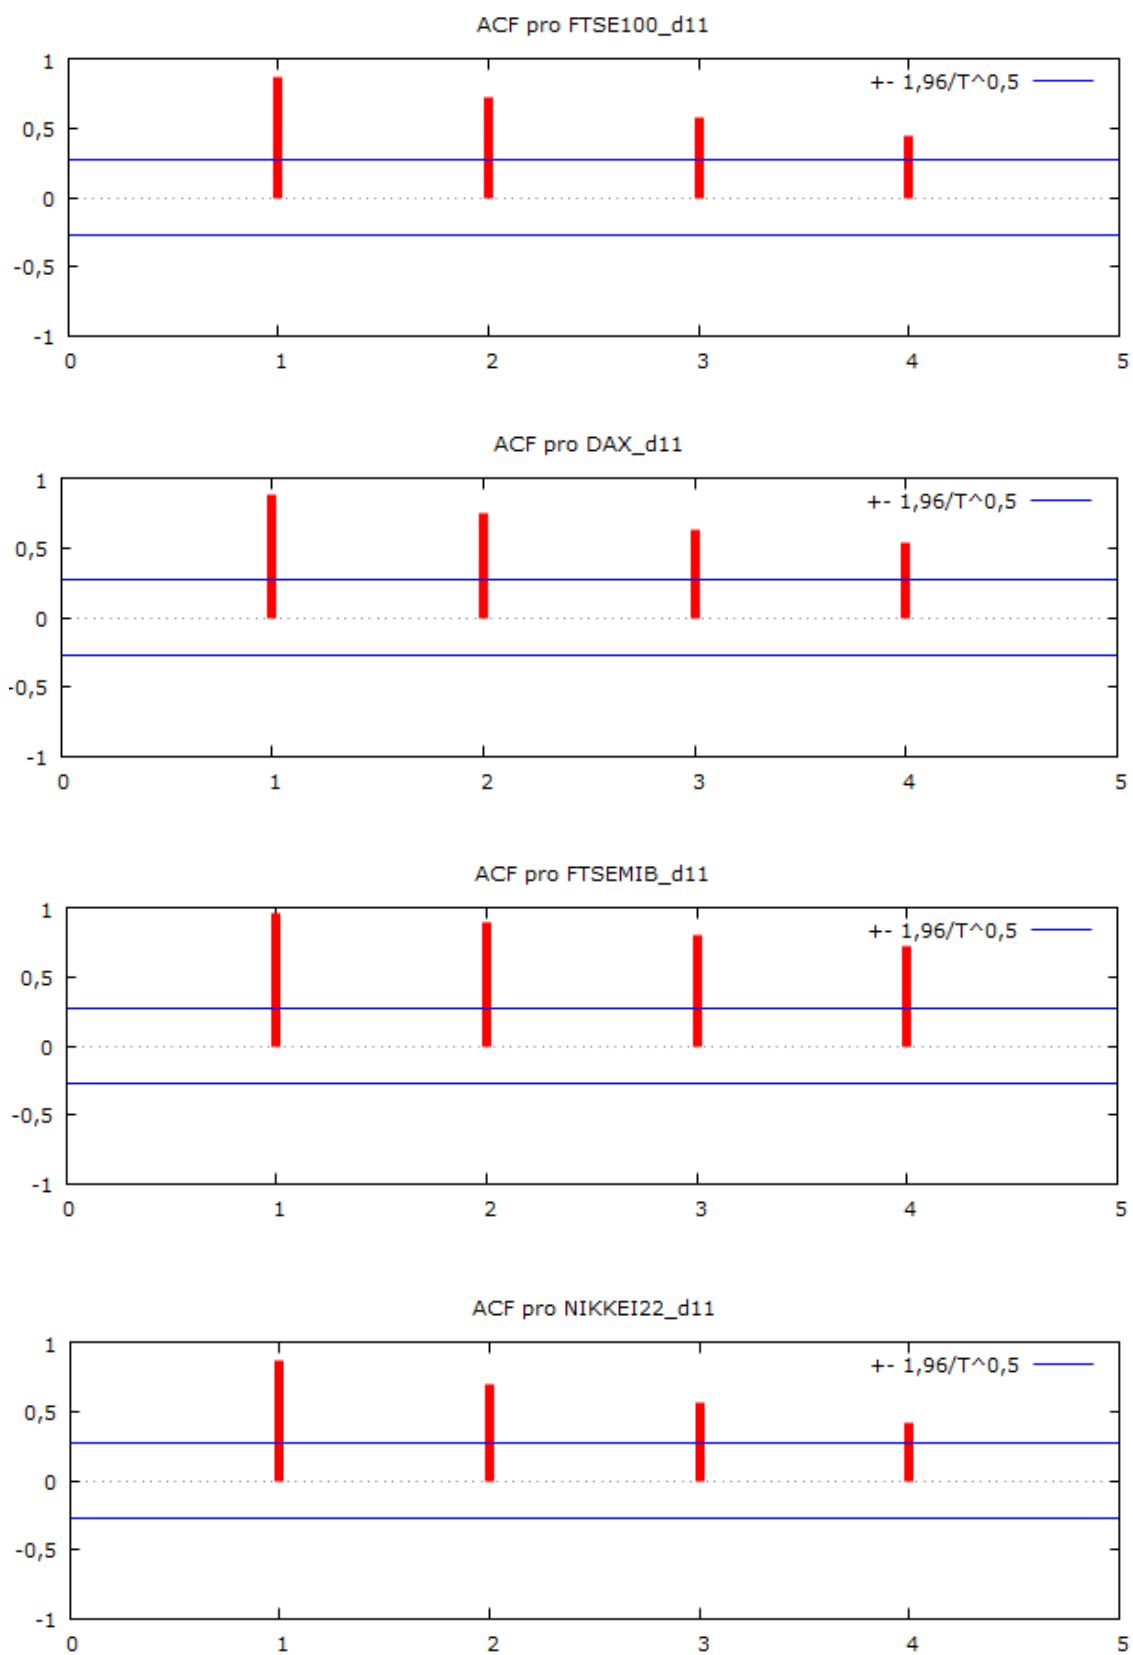 ACF pro FTSE100_d11
1
+- 1,96/T^0,5
0,5
0
-0,5
-1
0 1 2 3 4 5
ACF pro DAX_d11
1
+- 1,96/T^0,5
0,5
0
-0,5
-1
0 1 2 3 4 5
ACF pro FTSEMIB_d11
1
+- 1,96/T^0,5
0,5
0
-0,5
-1
0 1 2 3 4 5
ACF pro NIKKEI22_d11
1
+- 1,96/T^0,5
0,5
0
-0,5
-1
0 1 2 3 4 5